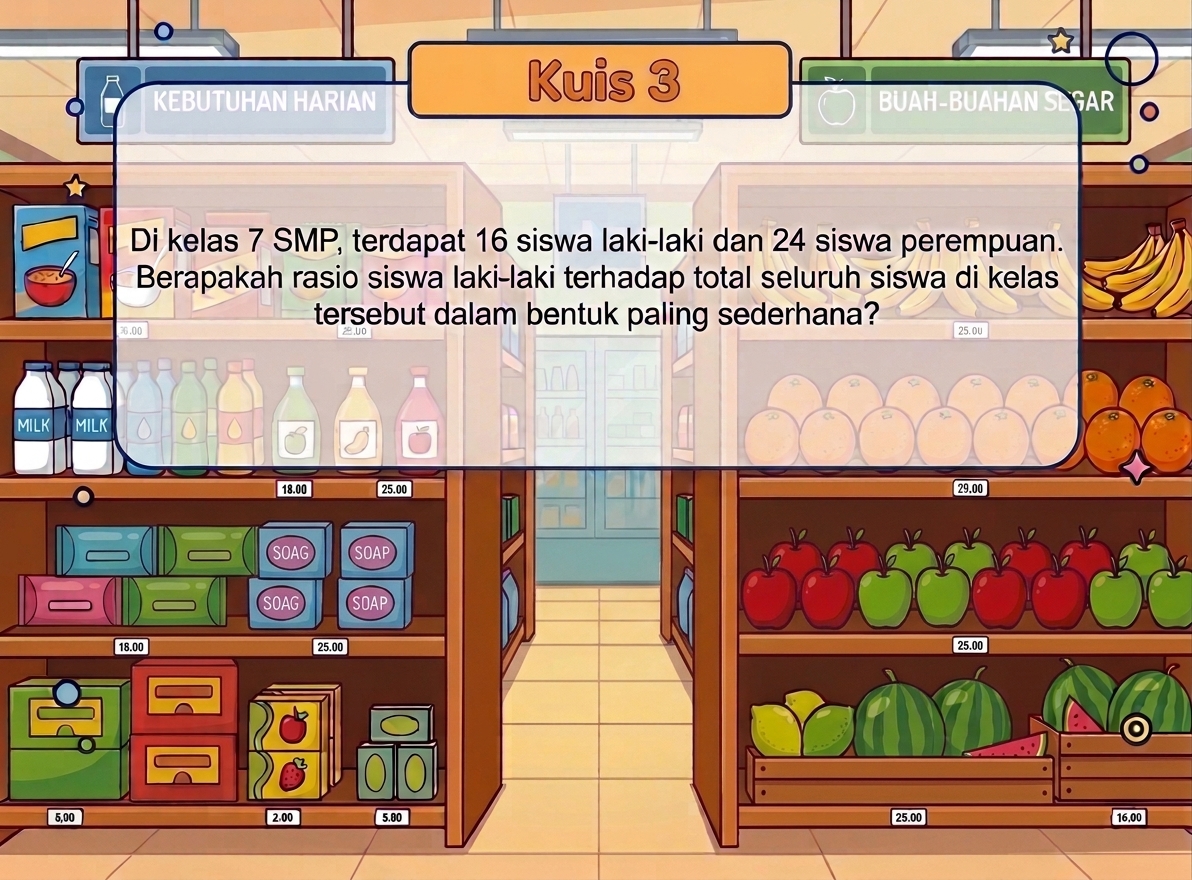 Kuis 3
KEBUTUHAN HARIAN
BUAH-BUAHAN SEGAR
Di kelas 7 SMP, terdapat 16 siswa laki-laki dan 24 siswa perempuan.
Berapakah rasio siswa laki-laki terhadap total seluruh siswa di kelas
tersebut dalam bentuk paling sederhana?
25.00
MILK MILK
18.00 25.00
29.00
SOAG SOAP
SOAG SOAP
18.00 25.00
25.00
5,00 2.00 5.80
25.00 16,00